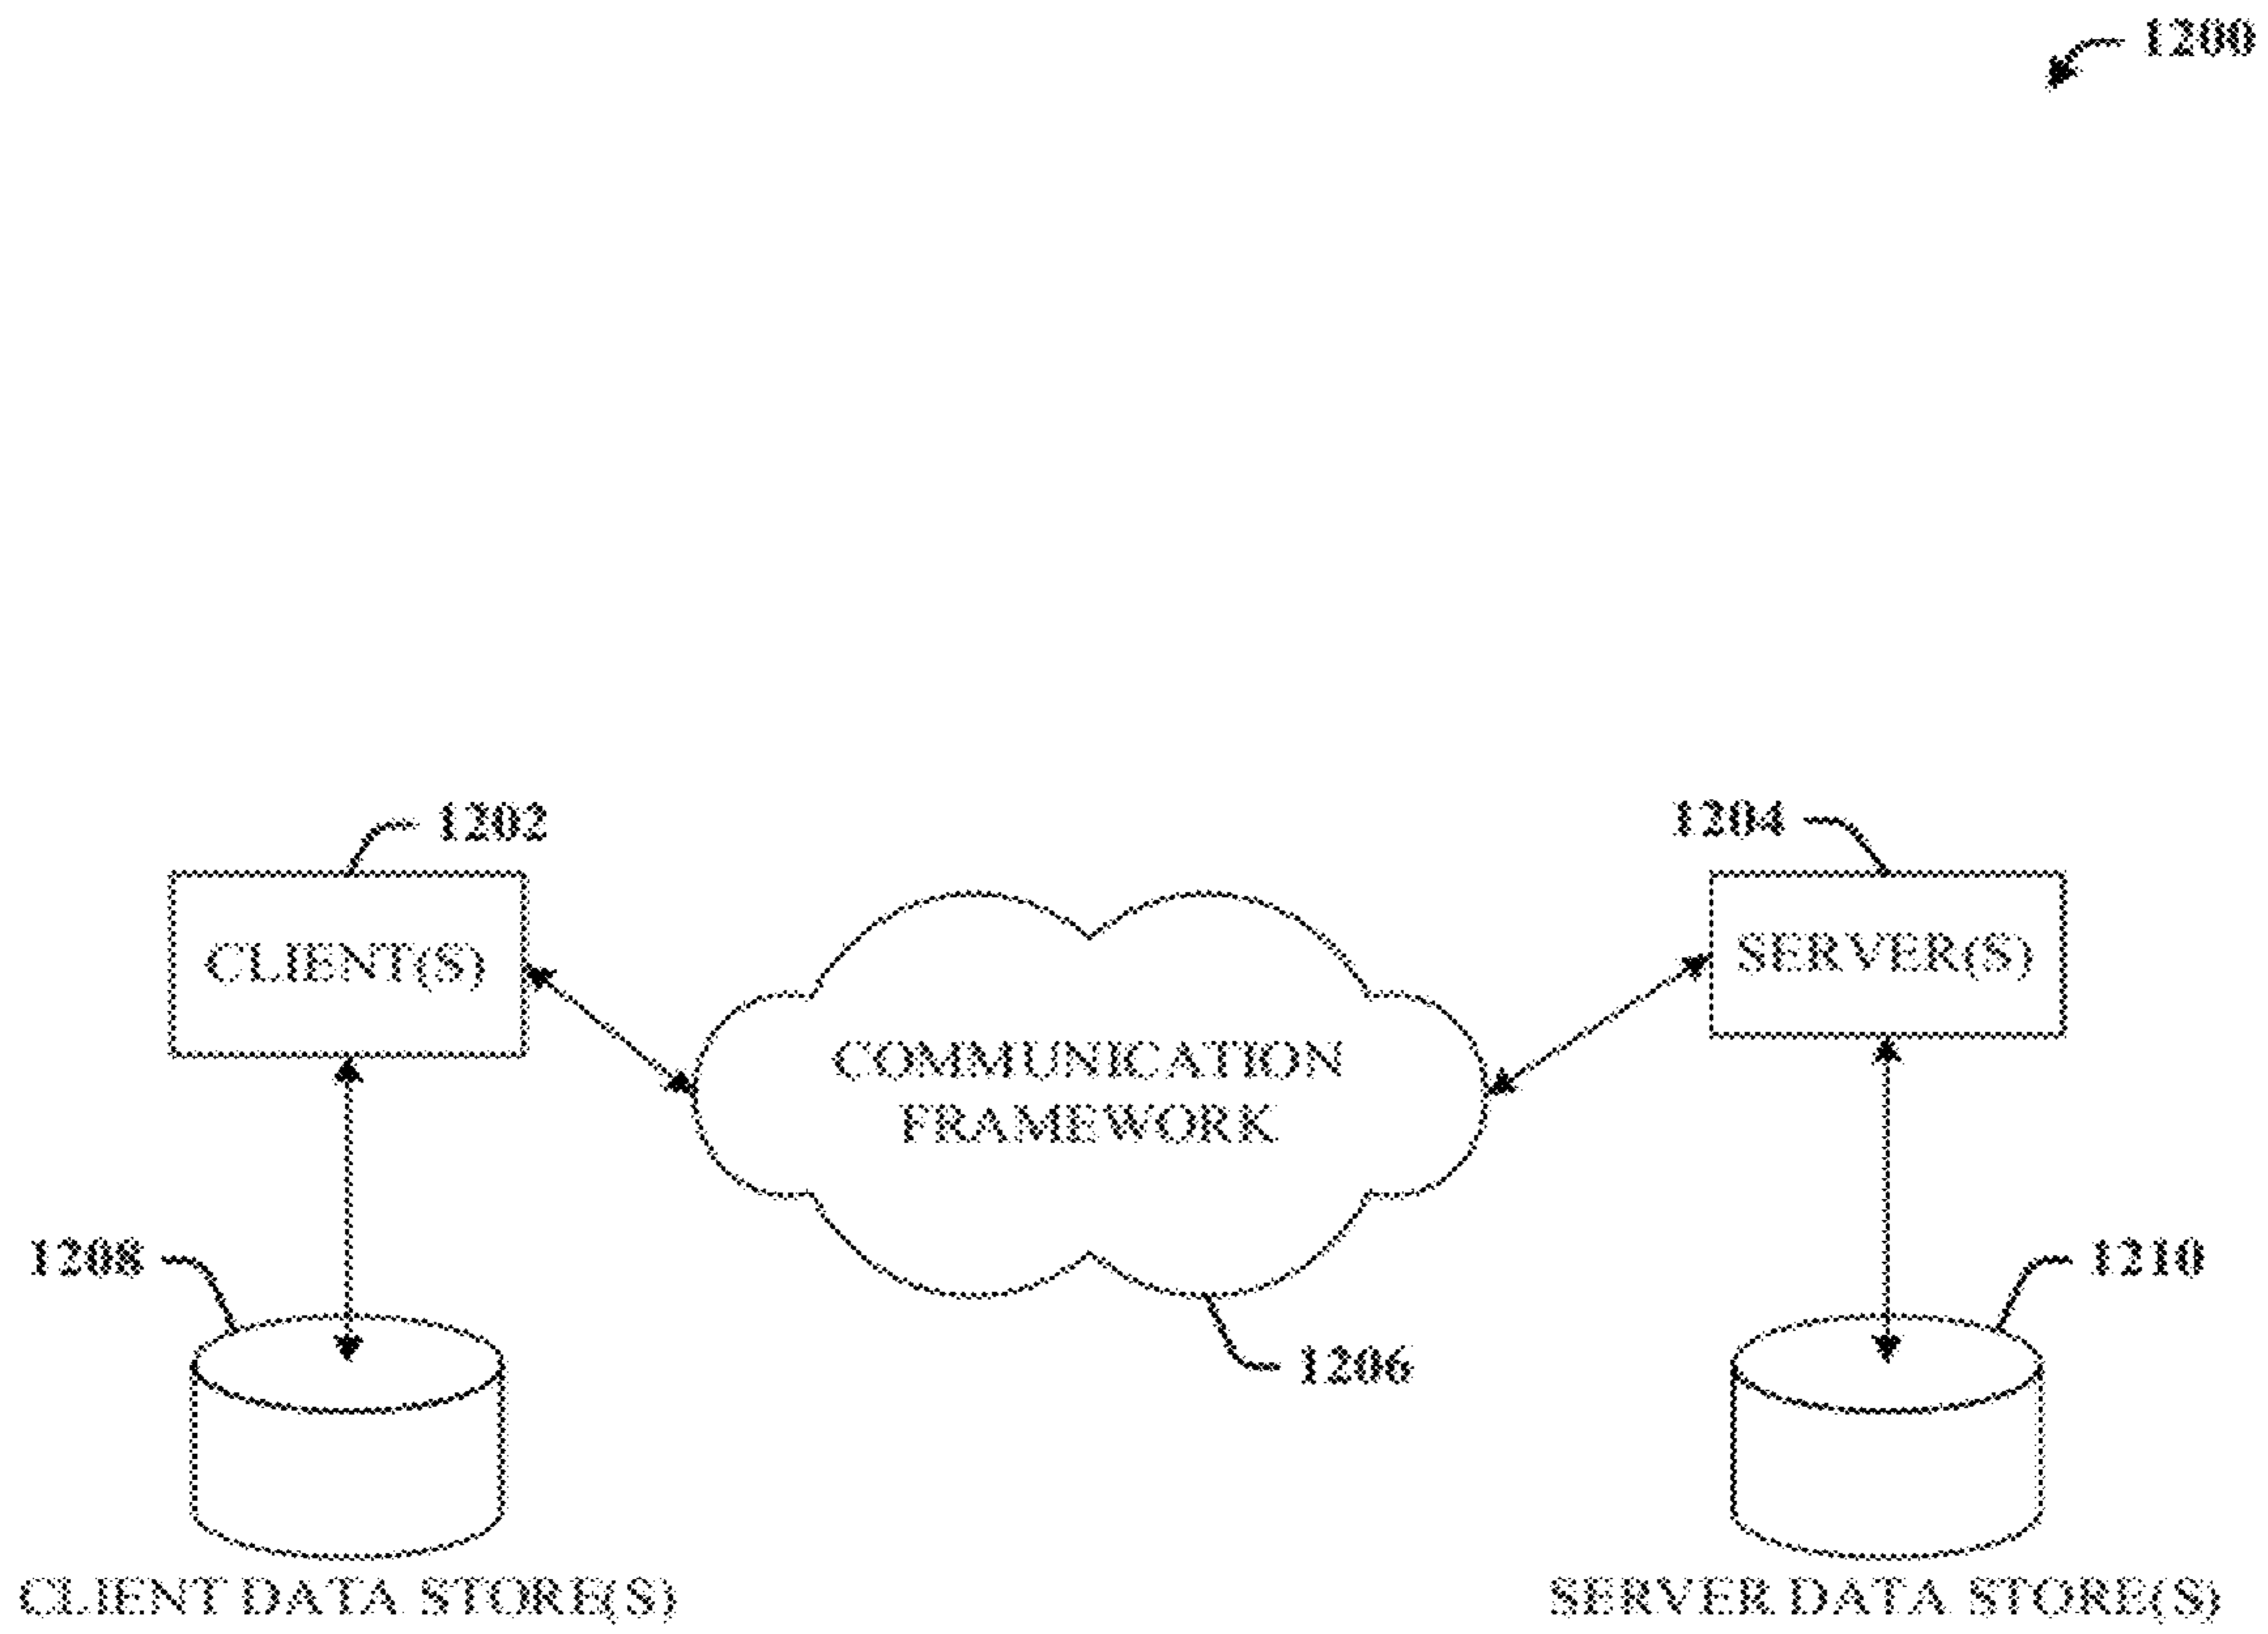 1200
1202
1204
CLIENT(S)
SERVER(S)
COMMUNICATION
FRAMEWORK
1208
1210
1206
CLIENT DATA STORE(S)
SERVER DATA STORE(S)